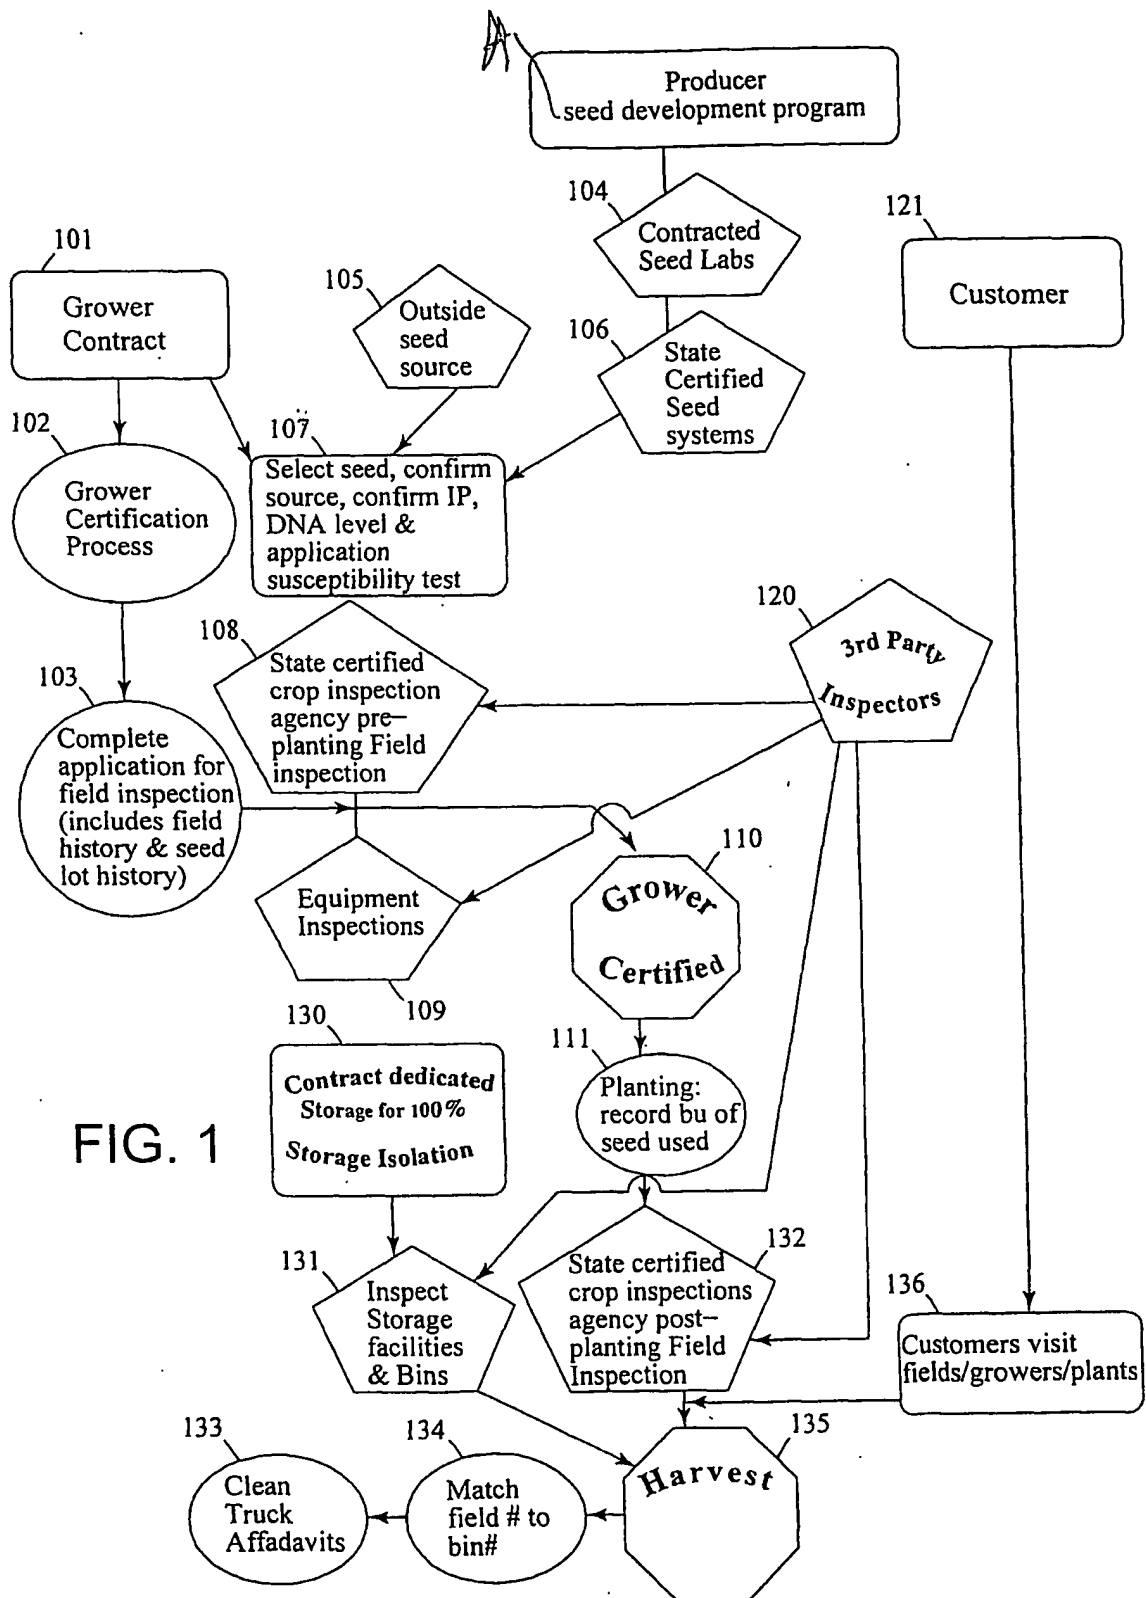 Producer
seed development program
104
Contracted
Seed Labs
121
Customer
101
Grower
Contract
105
Outside
seed
source
106
State
Certified
Seed
systems
102
Grower
Certification
Process
107
Select seed, confirm
source, confirm IP,
DNA level &
application
susceptibility test
120
3rd Party
Inspectors
108
State certified
crop inspection
agency pre–
planting Field
inspection
103
Complete
application for
field inspection
(includes field
history & seed
lot history)
110
Grower
Certified
Equipment
Inspections
109
130
Contract dedicated
Storage for 100%
Storage Isolation
111
Planting:
record bu of
seed used
FIG. 1
131
Inspect
Storage
facilities
& Bins
132
State certified
crop inspections
agency post–
planting Field
Inspection
136
Customers visit
fields/growers/plants
133
Clean
Truck
Affadavits
134
Match
field # to
bin#
135
Harvest